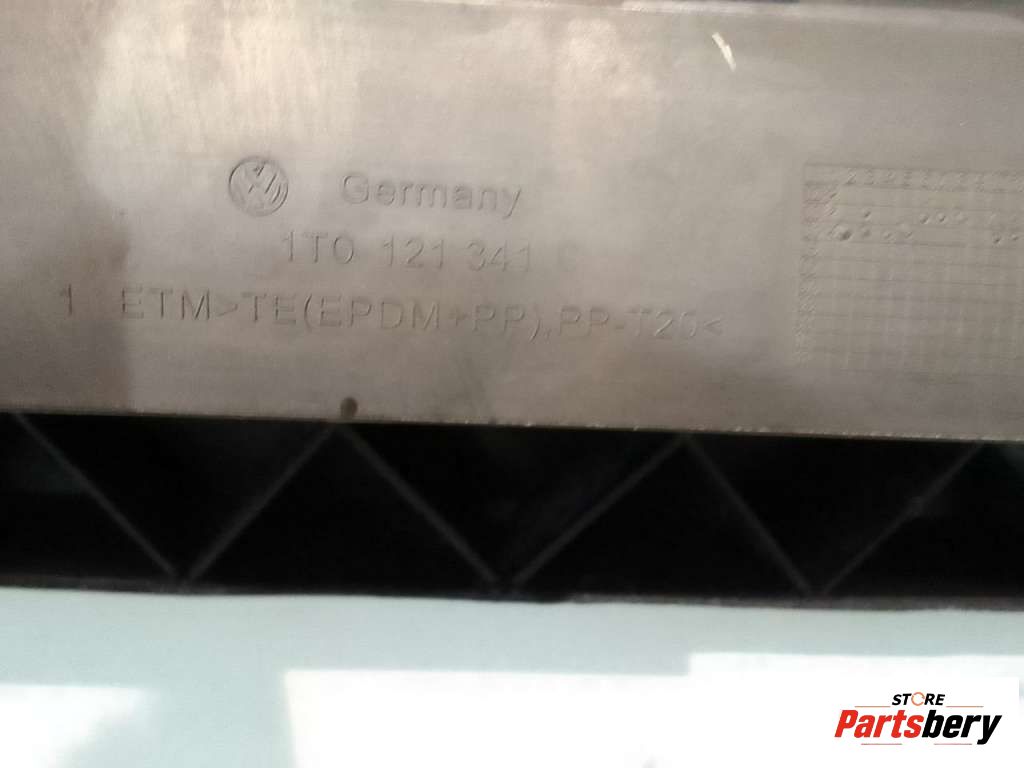 Germany
1T0 121 341
1 ETM>TE(EPDM+PP),PP-T20<
STORE
Partsbery